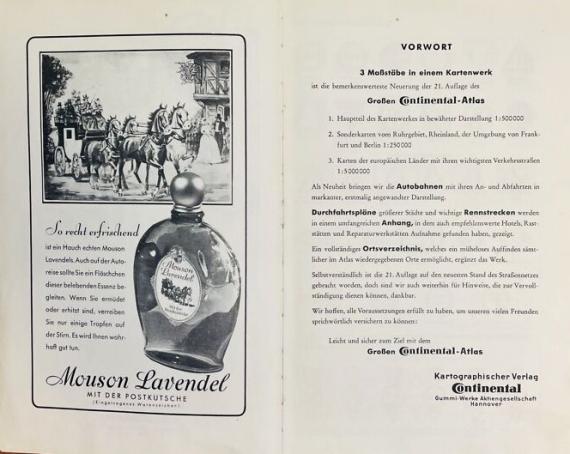 So recht erfrischend
ist ein Hauch echten Mouson
Lavendels. Auch auf der Auto-
reise sollte Sie ein Fläschchen
dieser belebenden Essenz be-
gleiten. Wenn Sie ermüdet
oder erhitzt sind, verreiben
Sie nur einige Tropfen auf
der Stirn. Es wird Ihnen wahr-
haft gut tun.
Mouson
Lavendel
Mouson Lavendel
MIT DER POSTKUTSCHE
(Eingetragenes Warenzeichen)
VORWORT
3 Maßstäbe in einem Kartenwerk
ist die bemerkenswerteste Neuerung der 21. Auflage des
Großen Continental-Atlas
1. Hauptteil des Kartenwerkes in bewährter Darstellung 1:500000
2. Sonderkarten vom Ruhrgebiet, Rheinland, der Umgebung von Frank-
furt und Berlin 1:250000
3. Karten der europäischen Länder mit ihren wichtigsten Verkehrsstraßen
1:5000000
Als Neuheit bringen wir die Autobahnen mit ihren An- und Abfahrten in
markanter, erstmalig angewandter Darstellung.
Durchfahrtspläne größerer Städte und wichtige Rennstrecken werden
in einem umfangreichen Anhang, in dem auch empfehlenswerte Hotels, Rast-
stätten und Reparaturwerkstätten Aufnahme gefunden haben, gezeigt.
Ein vollständiges Ortsverzeichnis, welches ein müheloses Auffinden sämt-
licher im Atlas wiedergegebenen Orte ermöglicht, ergänzt das Werk.
Selbstverständlich ist die 21. Auflage auf den neuesten Stand des Straßennetzes
gebracht worden, doch sind wir auch weiterhin für Hinweise, die zur Vervoll-
ständigung dienen können, dankbar.
Wir hoffen, alle Voraussetzungen erfüllt zu haben, um unseren vielen Freunden
sprichwörtlich versichern zu können:
Leicht und sicher zum Ziel mit dem
Großen Continental-Atlas
Kartographischer Verlag
Continental
Gummi-Werke Aktiengesellschaft
Hannover